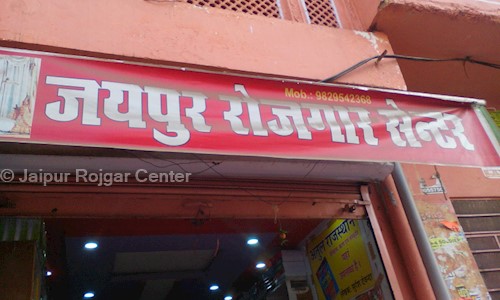 Mob.: 9829542368
जयपुर रोजगार सेन्टर
© Jaipur Rojgar Center